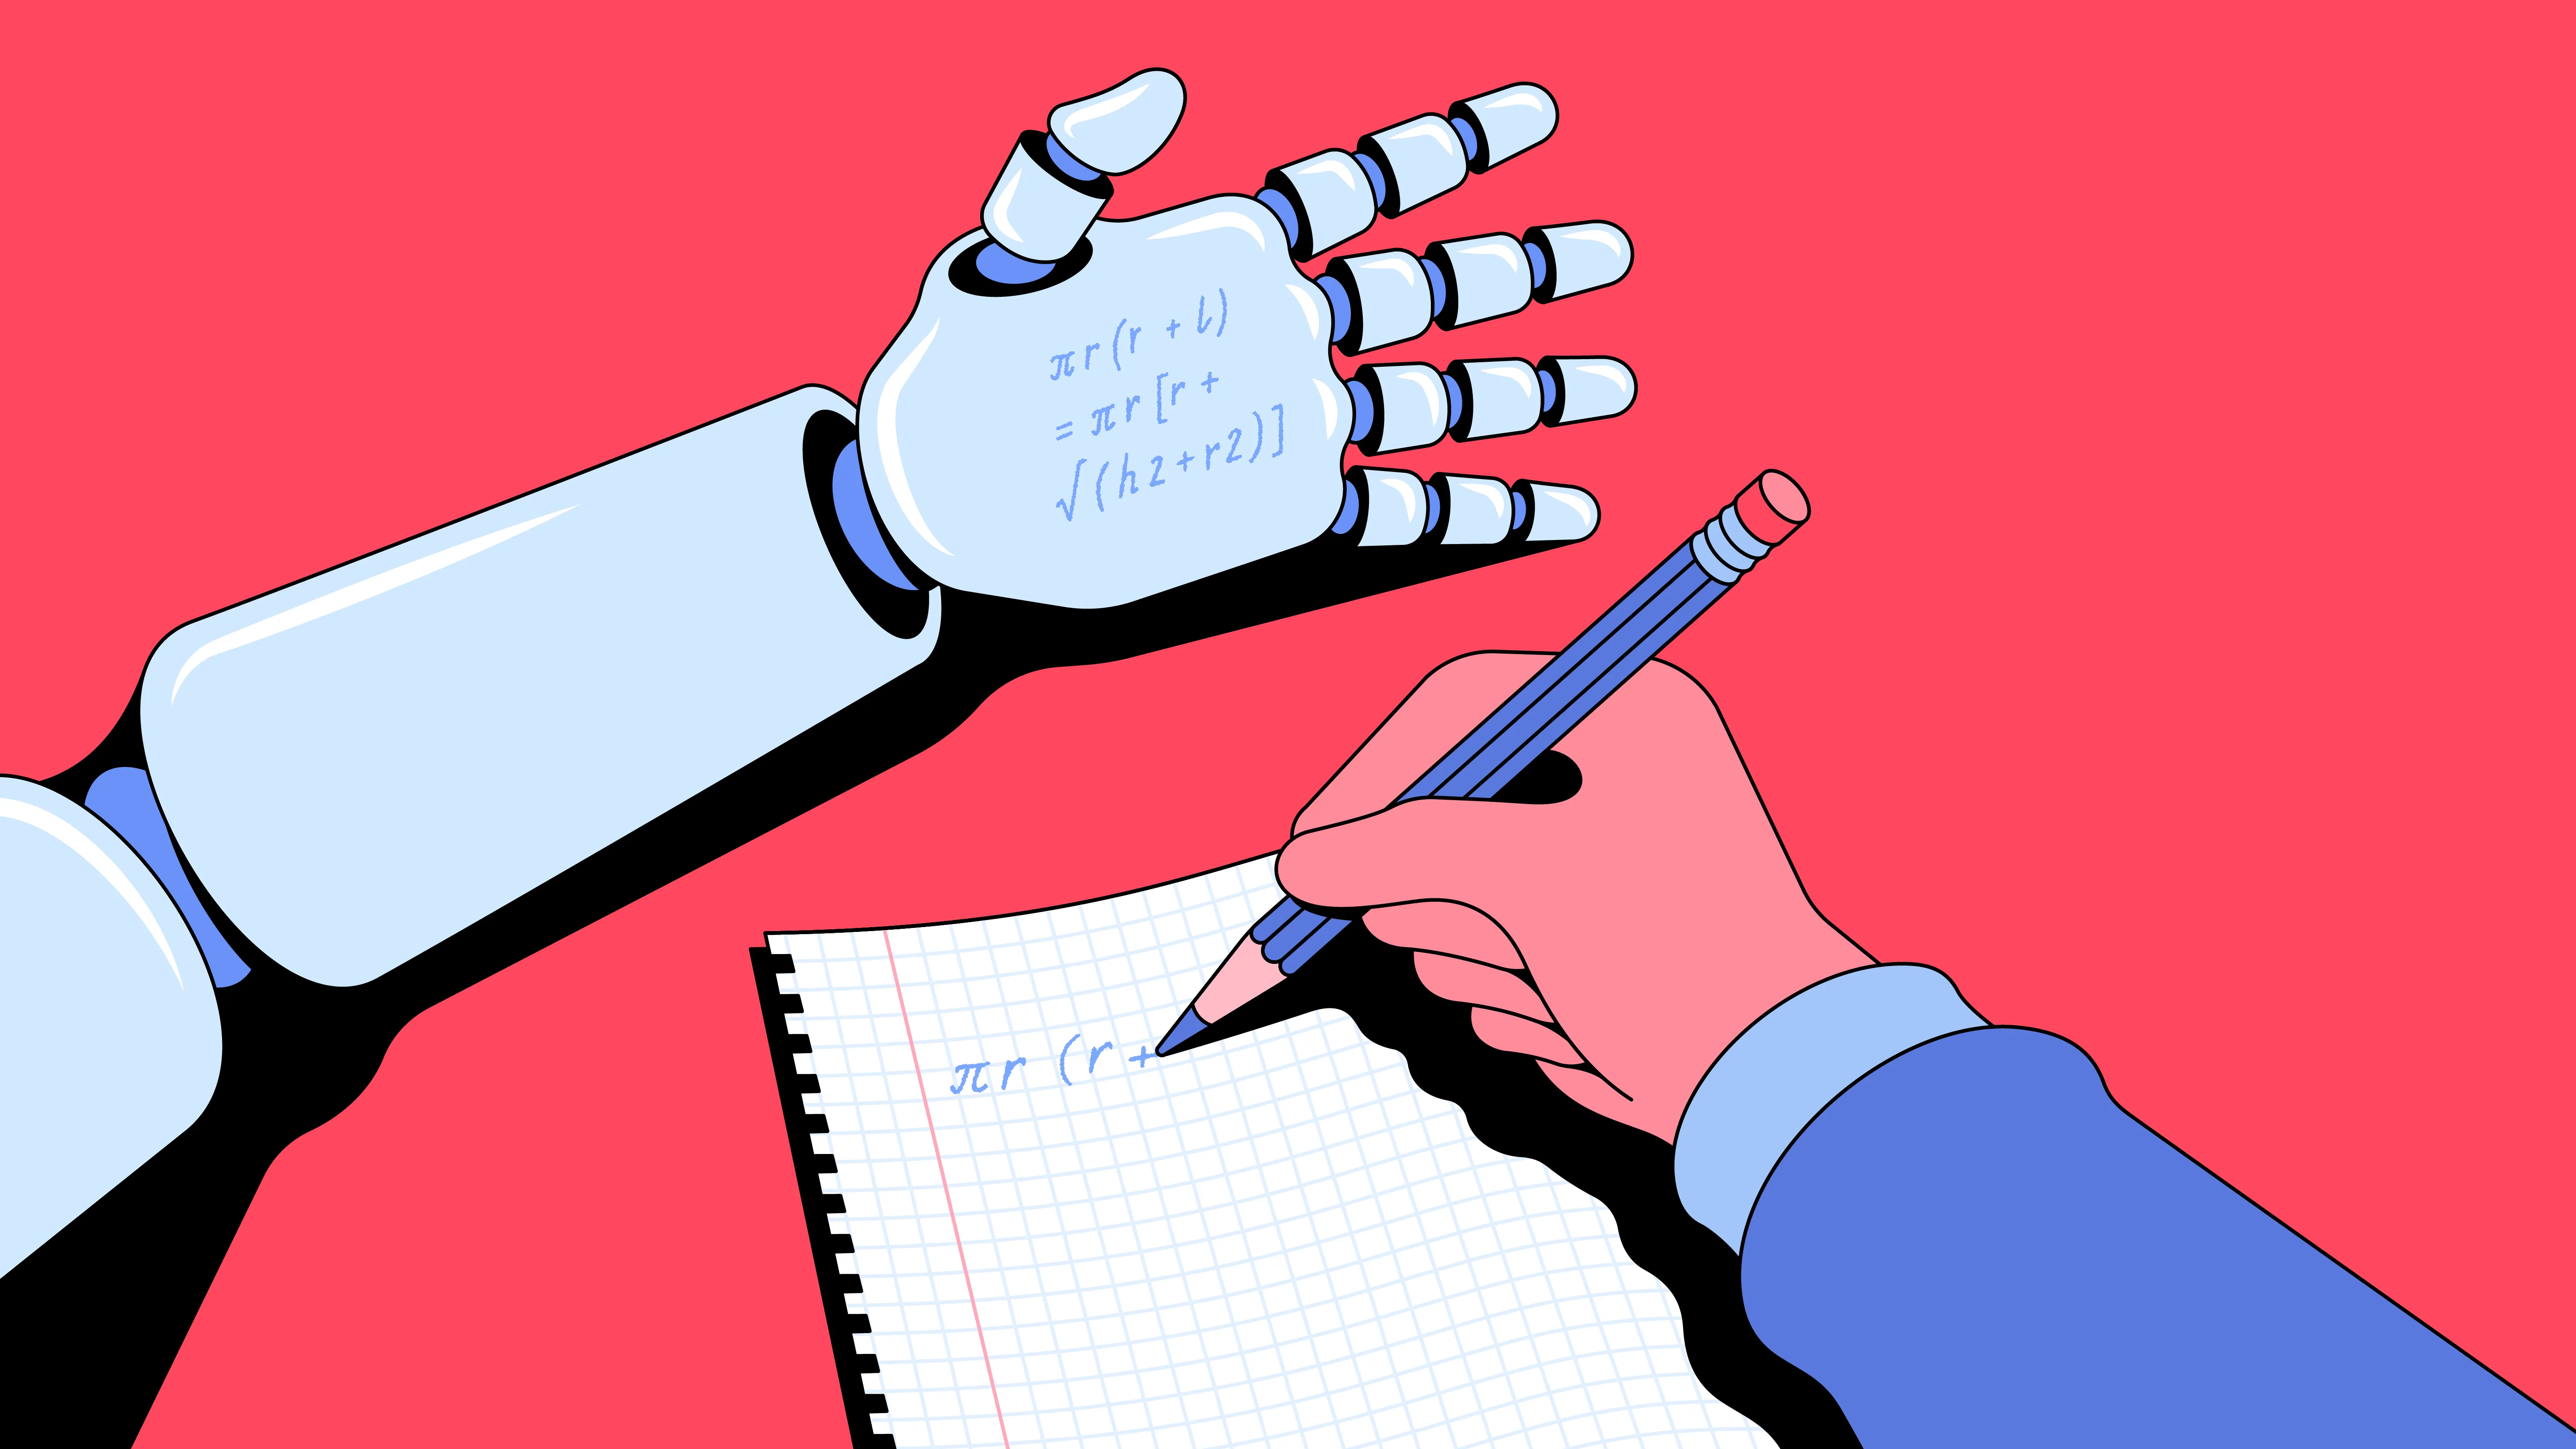 πr(r + l)
= πr[r +
√(h2+r2)]
πr (r +